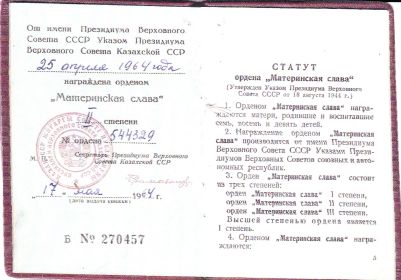 От имени Президиума Верховного
Совета СССР Указом Президиума
Верховного Совета Казахской ССР
25 апреля 1964 года
награждена орденом
„Материнская слава"
II степени
№ ордена 544329
М. П. Секретарь Президиума Верховного
Совета Казахской ССР
17 мая 1964 г.
(дата выдачи книжки)
Б № 270457
СТАТУТ
ордена „Материнская слава"
(Утвержден Указом Президиума Верховного
Совета СССР от 18 августа 1944 г.)
1. Орденом „Материнская слава" награж-
даются матери, родившие и воспитавшие
семь, восемь и девять детей.
2. Награждение орденом „Материнская
слава" производится от имени Президиума
Верховного Совета СССР Указами Прези-
диумов Верховных Советов союзных и авто-
номных республик.
3. Орден „Материнская слава" состоит
из трех степеней:
орден „Материнская слава" I степени,
орден „Материнская слава" II степени,
орден „Материнская слава" III степени.
Высшей степенью ордена является
I степень.
4. Орденом „Материнская слава" награ-
ждаются: